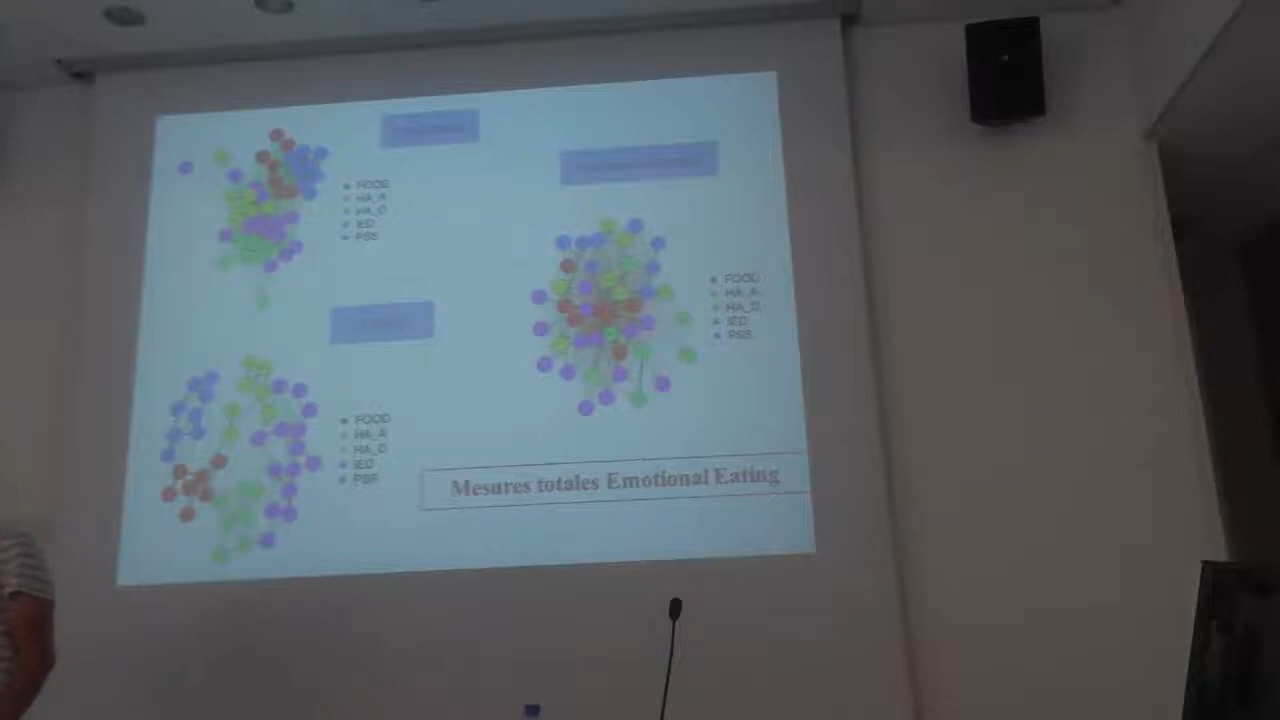 FOOD
HA_A
HA_D
IED
PSS
FOOD
HA_A
HA_D
IED
PSS
FOOD
HA_A
HA_D
IED
PSS
Mesures totales Emotional Eating